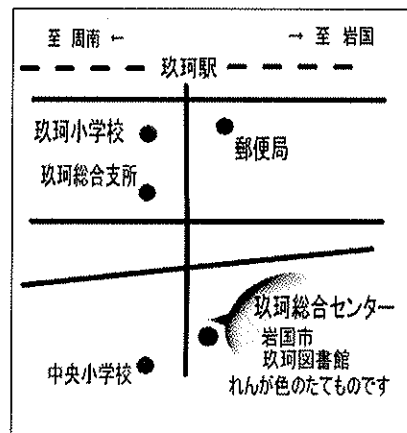 至 周南 ← → 至 岩国
玖珂駅
玖珂小学校
郵便局
玖珂総合支所
玖珂総合センター
岩国市
玖珂図書館
れんが色のたてものです
中央小学校